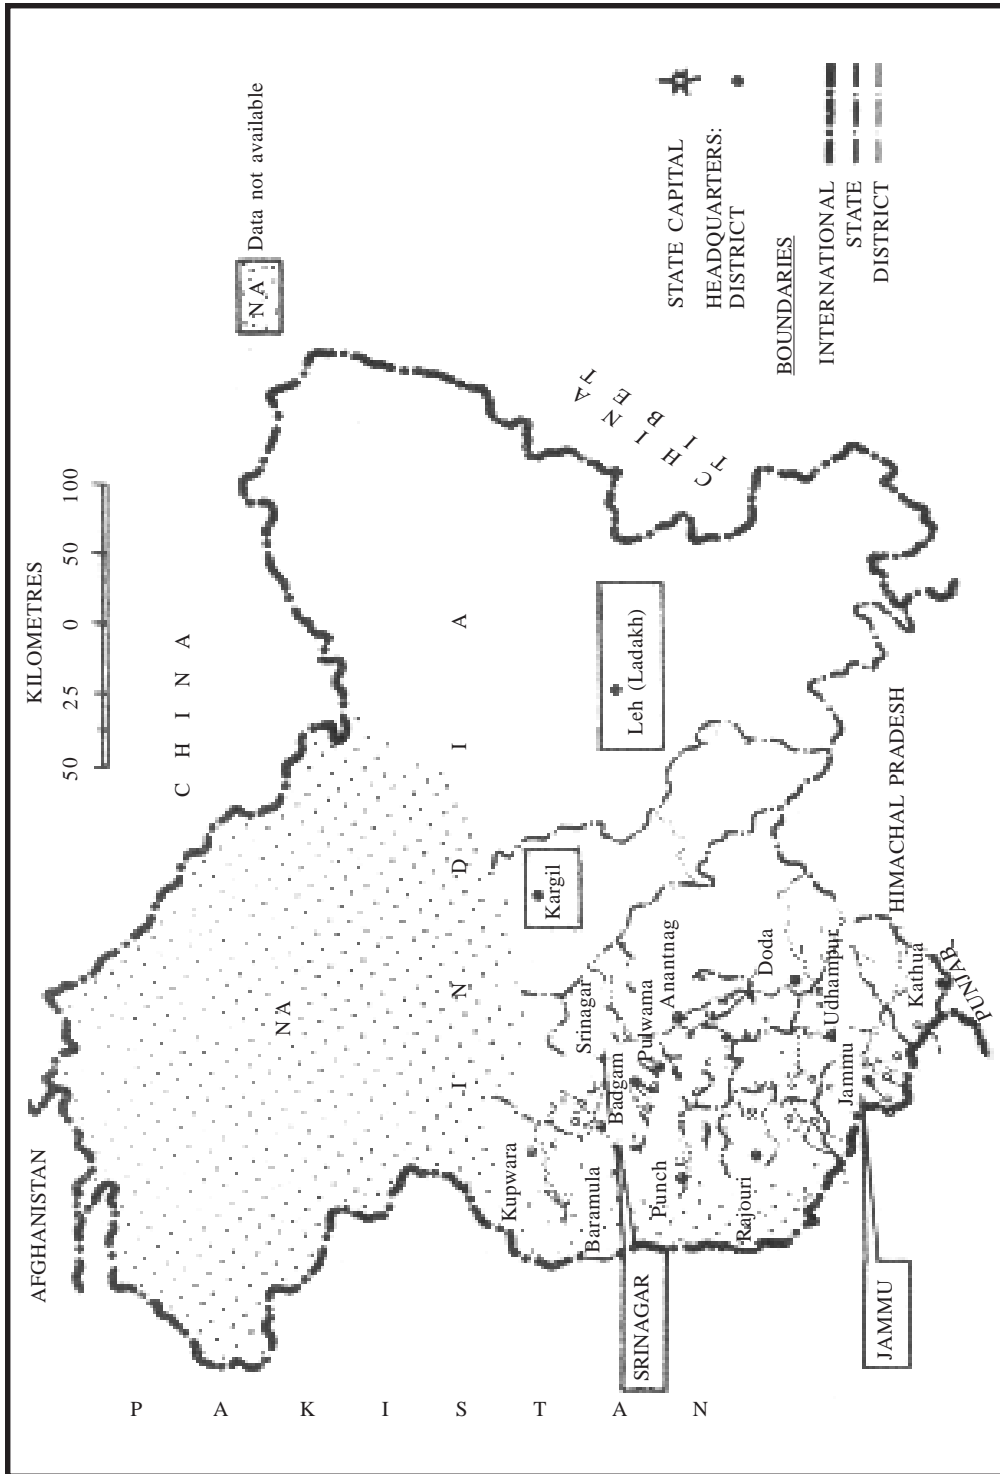 KILOMETRES
50 25 0 50 100
N A Data not available
AFGHANISTAN
C H I N A
N A
P A K I S T A N
I N D I A
C H I N A
T I B E T
STATE CAPITAL
HEADQUARTERS:
DISTRICT
BOUNDARIES
INTERNATIONAL
STATE
DISTRICT
Kupwara
Kargil
Baramula
Badgam
Srinagar
Leh (Ladakh)
SRINAGAR
Punch
Pulwama
Anantnag
Rajouri
Doda
Jammu
Udhampur
JAMMU
Kathua
HIMACHAL PRADESH
PUNJAB